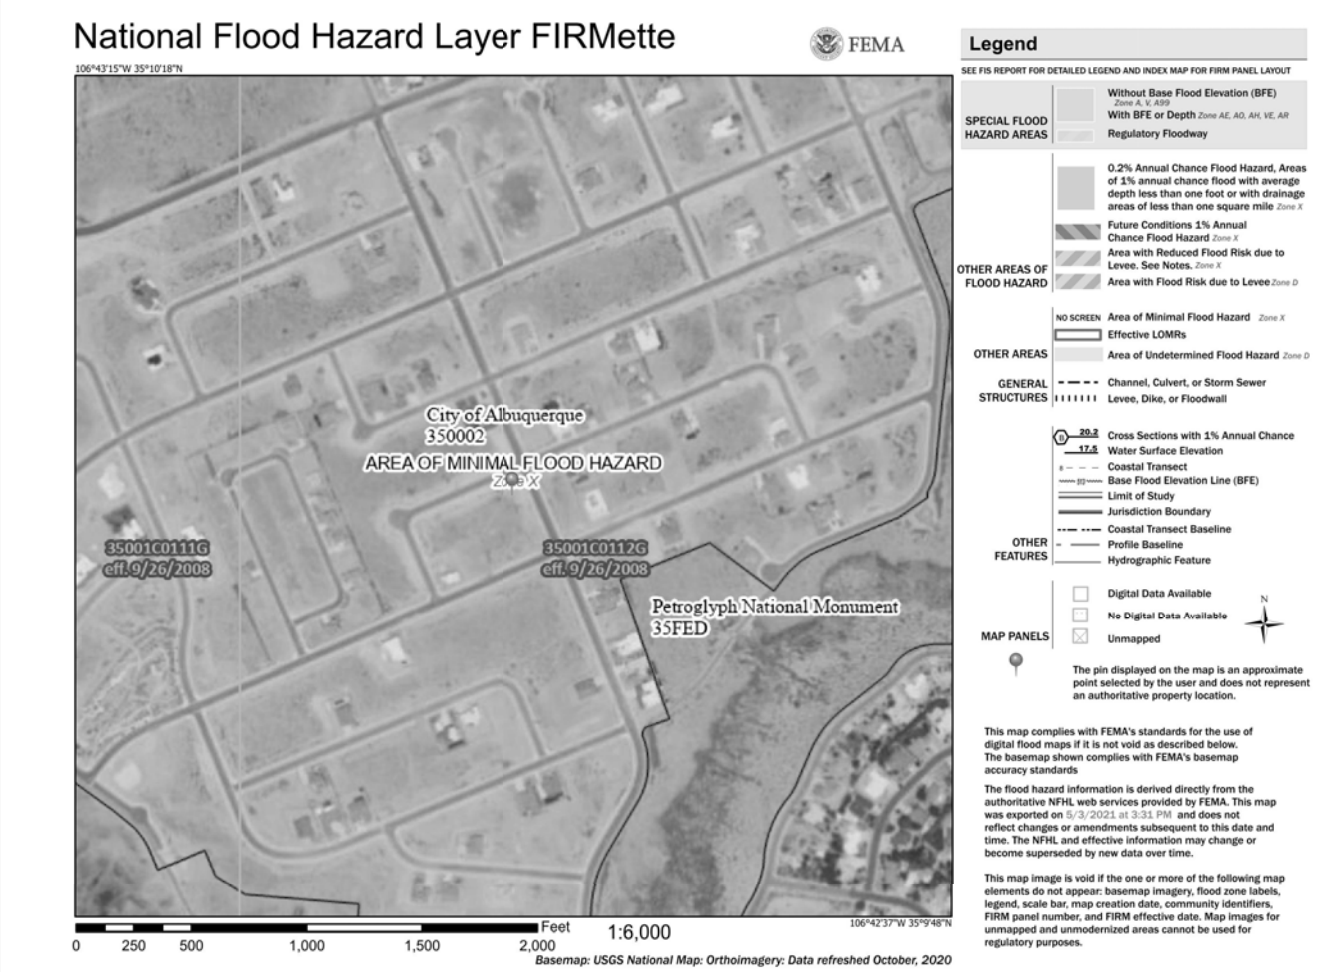 National Flood Hazard Layer FIRMette
FEMA
106°43'15"W 35°10'18"N
City of Albuquerque
350002
AREA OF MINIMAL FLOOD HAZARD
Zone X
35001C0111G
eff. 9/26/2008
35001C0112G
eff. 9/26/2008
Petroglyph National Monument
35FED
106°42'37"W 35°9'48"N
Feet
1:6,000
0
250
500
1,000
1,500
2,000
Basemap: USGS National Map: Orthoimagery: Data refreshed October, 2020
Legend
SEE FIS REPORT FOR DETAILED LEGEND AND INDEX MAP FOR FIRM PANEL LAYOUT
SPECIAL FLOOD
HAZARD AREAS
Without Base Flood Elevation (BFE)
Zone A, V, A99
With BFE or Depth Zone AE, AO, AH, VE, AR
Regulatory Floodway
OTHER AREAS OF
FLOOD HAZARD
0.2% Annual Chance Flood Hazard, Areas
of 1% annual chance flood with average
depth less than one foot or with drainage
areas of less than one square mile Zone X
Future Conditions 1% Annual
Chance Flood Hazard Zone X
Area with Reduced Flood Risk due to
Levee. See Notes. Zone X
Area with Flood Risk due to Levee Zone D
OTHER AREAS
NO SCREEN Area of Minimal Flood Hazard Zone X
Effective LOMRs
Area of Undetermined Flood Hazard Zone D
GENERAL
STRUCTURES
Channel, Culvert, or Storm Sewer
Levee, Dike, or Floodwall
OTHER
FEATURES
B 20.2 Cross Sections with 1% Annual Chance
17.5 Water Surface Elevation
8 Coastal Transect
513 Base Flood Elevation Line (BFE)
Limit of Study
Jurisdiction Boundary
Coastal Transect Baseline
Profile Baseline
Hydrographic Feature
MAP PANELS
Digital Data Available
No Digital Data Available
Unmapped
N
The pin displayed on the map is an approximate
point selected by the user and does not represent
an authoritative property location.
This map complies with FEMA's standards for the use of
digital flood maps if it is not void as described below.
The basemap shown complies with FEMA's basemap
accuracy standards
The flood hazard information is derived directly from the
authoritative NFHL web services provided by FEMA. This map
was exported on 5/3/2021 at 3:31 PM and does not
reflect changes or amendments subsequent to this date and
time. The NFHL and effective information may change or
become superseded by new data over time.
This map image is void if the one or more of the following map
elements do not appear: basemap imagery, flood zone labels,
legend, scale bar, map creation date, community identifiers,
FIRM panel number, and FIRM effective date. Map images for
unmapped and unmodernized areas cannot be used for
regulatory purposes.